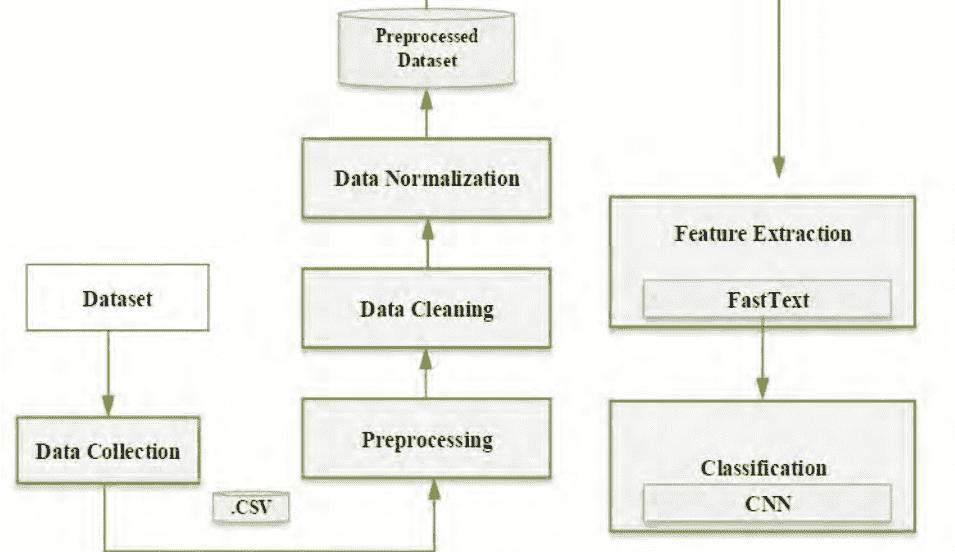 Preprocessed
Dataset
Data Normalization
Feature Extraction
FastText
Dataset
Data Cleaning
Data Collection
Preprocessing
Classification
CNN
.CSV